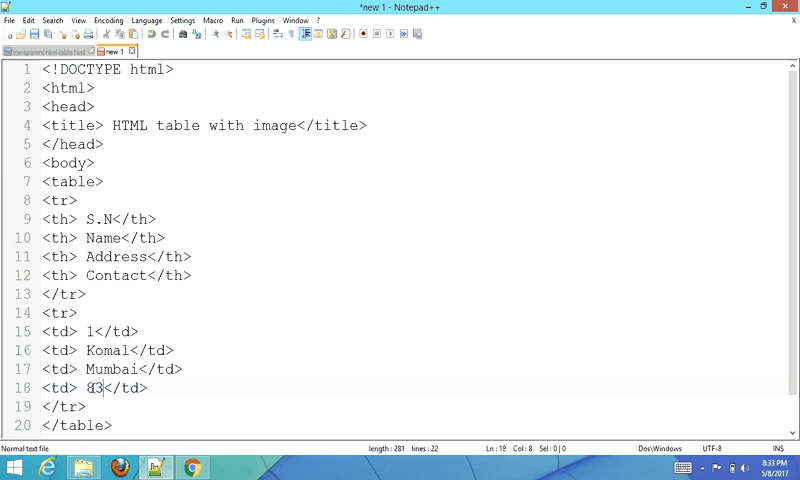 *new 1 - Notepad++
File Edit Search View Encoding Language Settings Macro Run Plugins Window ? X
transparent-html-table.html new 1
1 <!DOCTYPE html>
2 <html>
3 <head>
4 <title> HTML table with image</title>
5 </head>
6 <body>
7 <table>
8 <tr>
9 <th> S.N</th>
10 <th> Name</th>
11 <th> Address</th>
12 <th> Contact</th>
13 </tr>
14 <tr>
15 <td> 1</td>
16 <td> Komal</td>
17 <td> Mumbai</td>
18 <td> 83</td>
19 </tr>
20 </table>
Normal text file length : 281 lines : 22 Ln : 18 Col : 8 Sel : 0 | 0 Dos\Windows UTF-8 INS
8:33 PM
5/8/2017